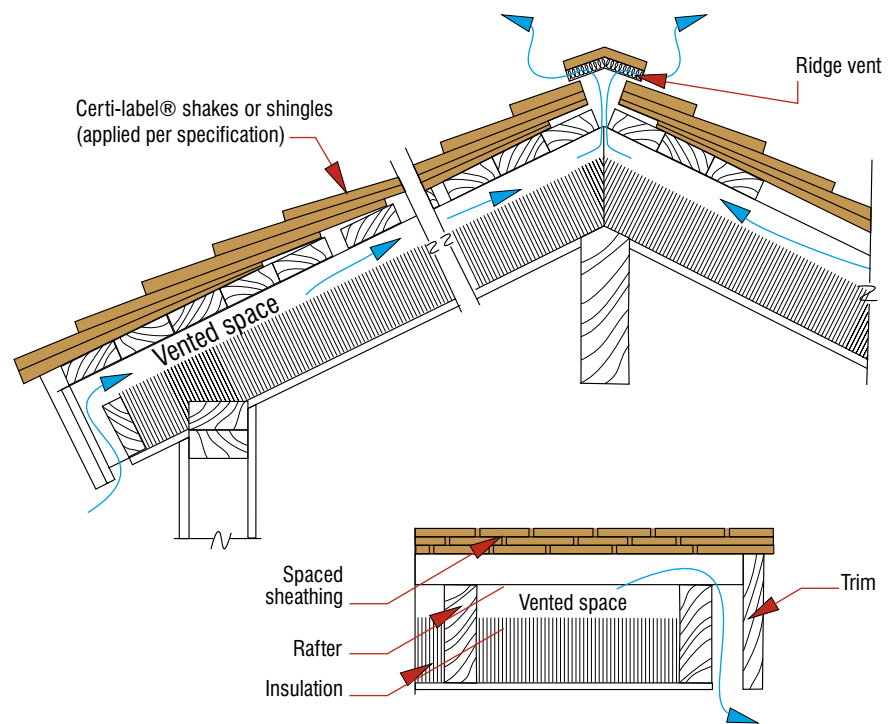 Ridge vent
Certi-label® shakes or shingles
(applied per specification)
Vented space
Spaced
sheathing
Vented space
Trim
Rafter
Insulation